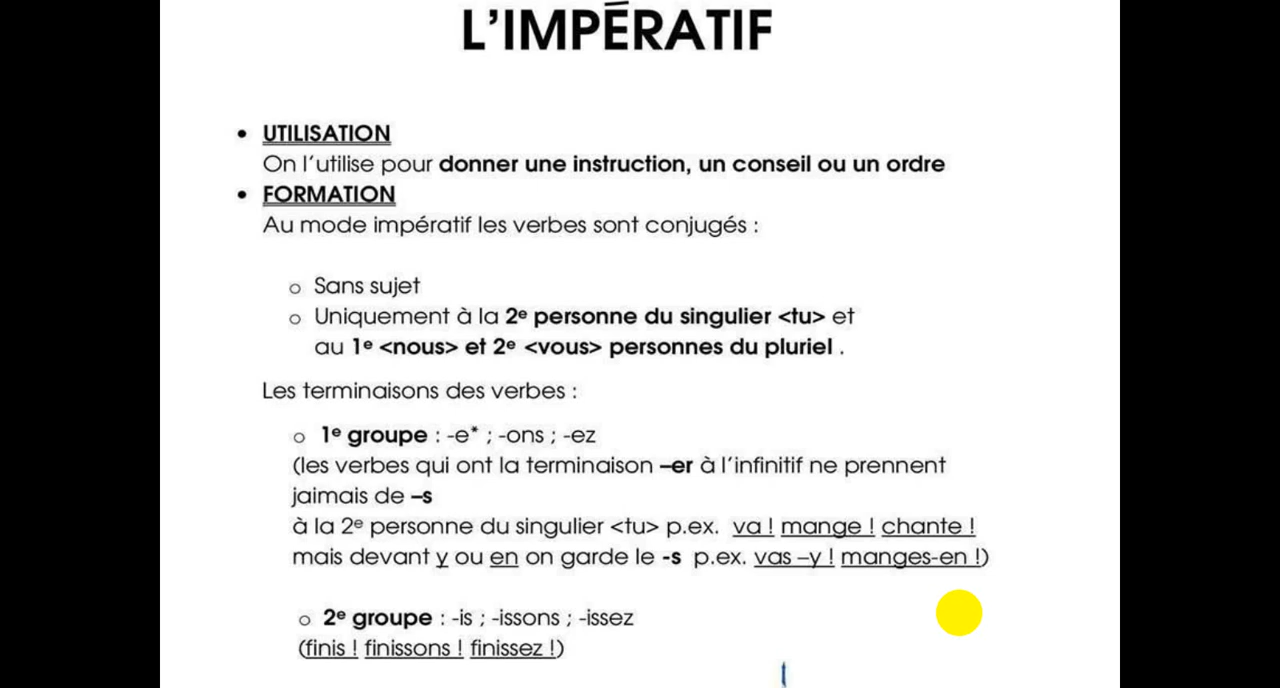 L'IMPÉRATIF
• UTILISATION
On l'utilise pour donner une instruction, un conseil ou un ordre
• FORMATION
Au mode impératif les verbes sont conjugés :
o Sans sujet
o Uniquement à la 2e personne du singulier <tu> et
au 1e <nous> et 2e <vous> personnes du pluriel .
Les terminaisons des verbes :
o 1e groupe : -e* ; -ons ; -ez
(les verbes qui ont la terminaison –er à l'infinitif ne prennent
jaimais de –s
à la 2e personne du singulier <tu> p.ex. va ! mange ! chante !
mais devant y ou en on garde le -s p.ex. vas –y ! manges-en !)
o 2e groupe : -is ; -issons ; -issez
(finis ! finissons ! finissez !)